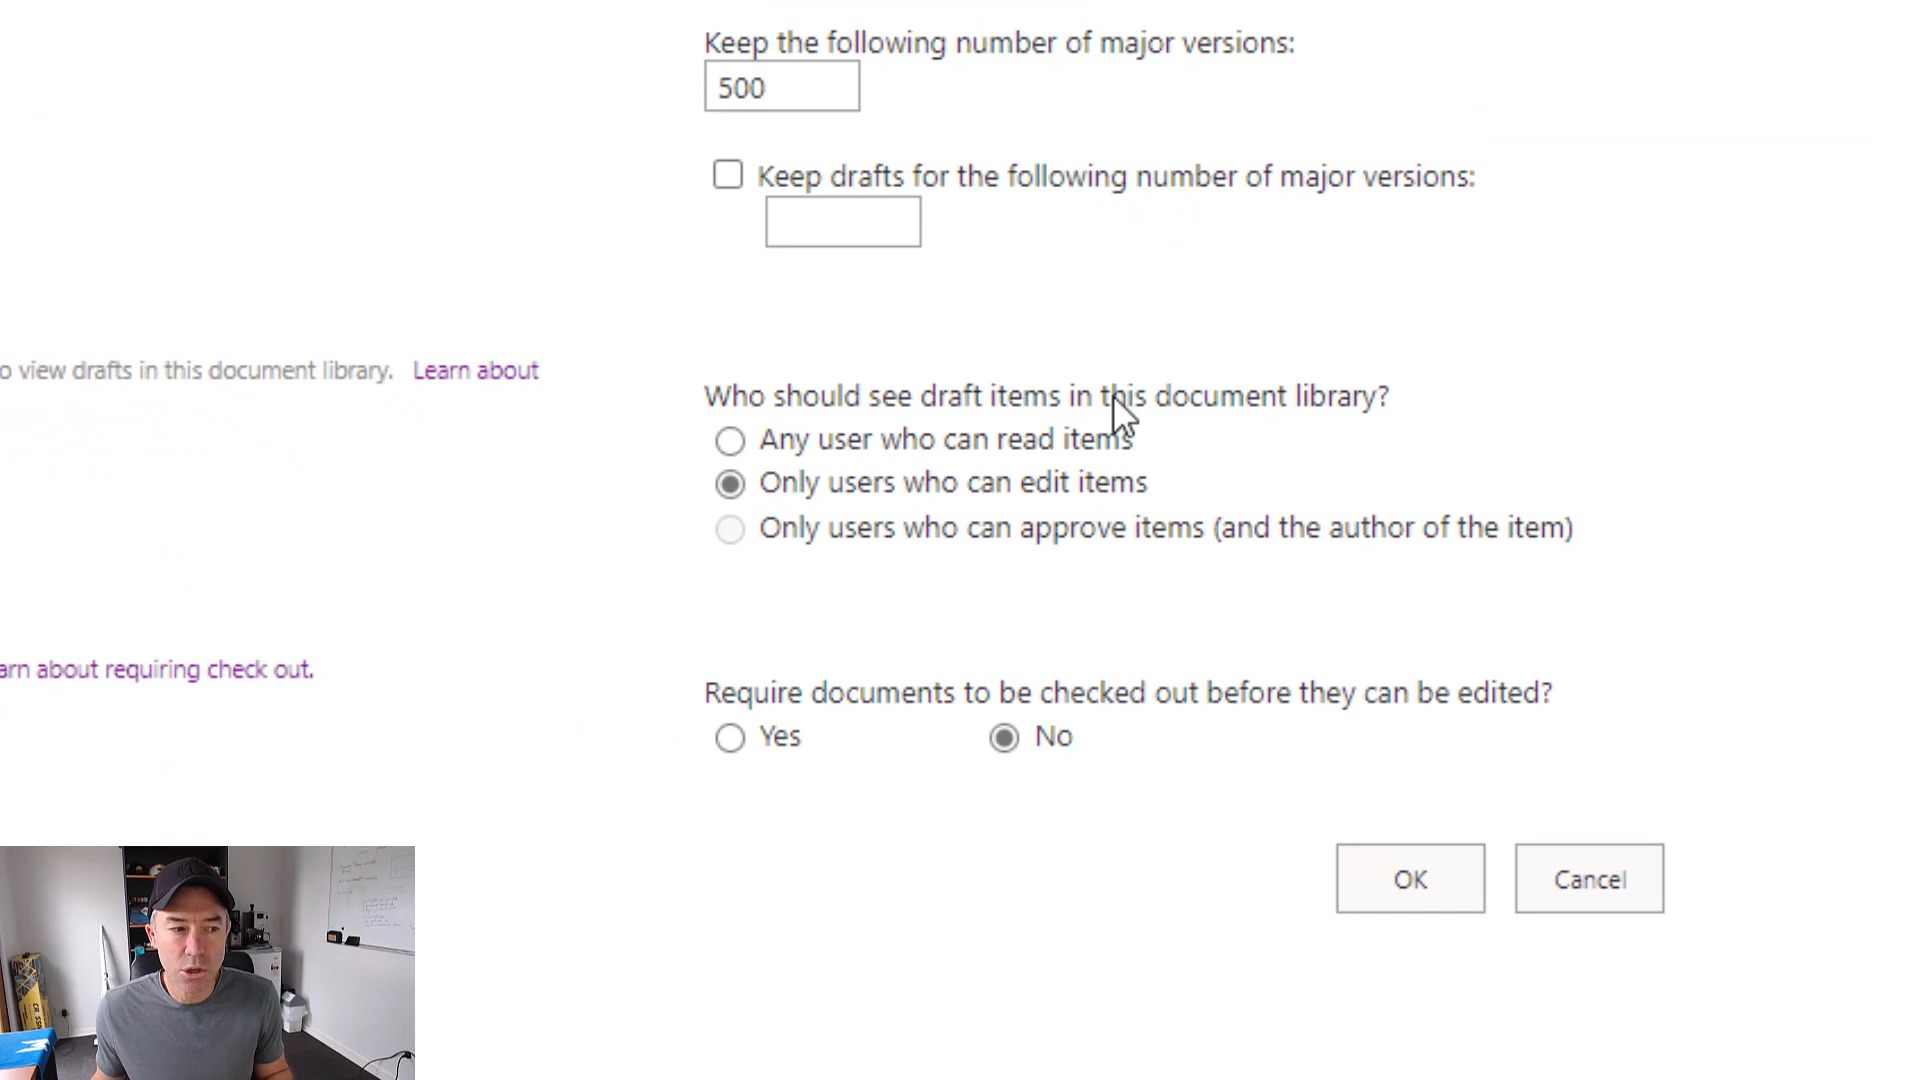 Keep the following number of major versions:
500
Keep drafts for the following number of major versions:
o view drafts in this document library. Learn about
Who should see draft items in this document library?
Any user who can read items
Only users who can edit items
Only users who can approve items (and the author of the item)
arn about requiring check out.
Require documents to be checked out before they can be edited?
Yes No
OK Cancel